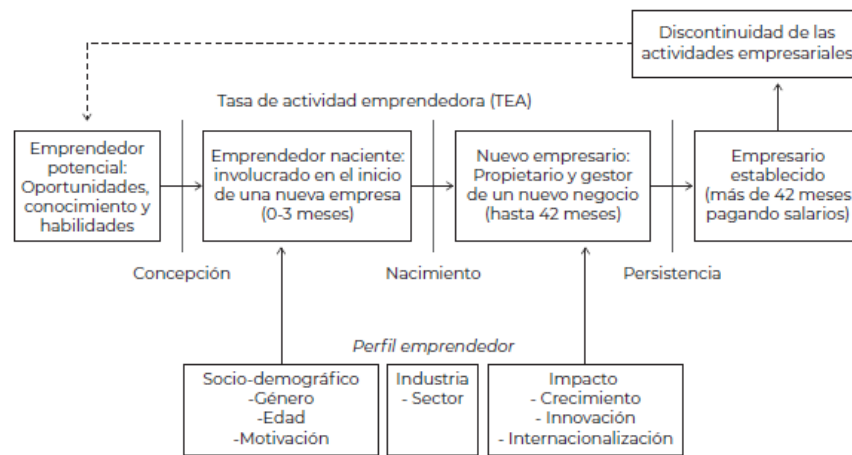 Discontinuidad de las
actividades empresariales
Tasa de actividad emprendedora (TEA)
Emprendedor
potencial:
Oportunidades,
conocimiento y
habilidades
Emprendedor naciente:
involucrado en el inicio
de una nueva empresa
(0-3 meses)
Nuevo empresario:
Propietario y gestor
de un nuevo negocio
(hasta 42 meses)
Empresario
establecido
(más de 42 meses
pagando salarios)
Concepción
Nacimiento
Persistencia
Perfil emprendedor
Socio-demográfico
-Género
-Edad
-Motivación
Industria
- Sector
Impacto
- Crecimiento
- Innovación
- Internacionalización